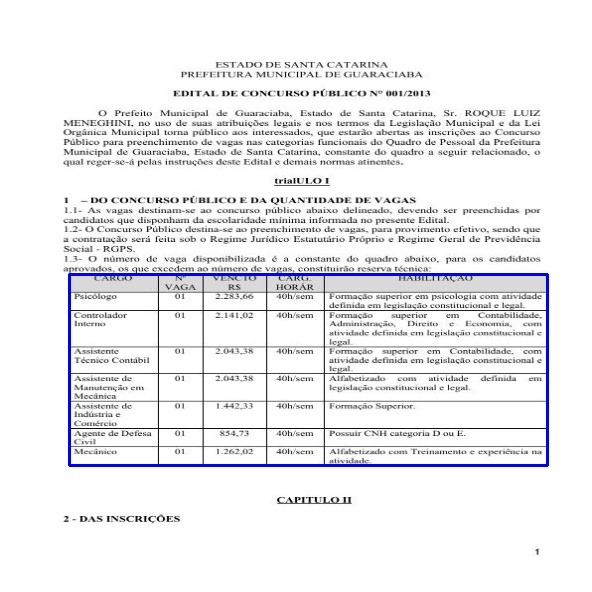 ESTADO DE SANTA CATARINA
PREFEITURA MUNICIPAL DE GUARACIABA
EDITAL DE CONCURSO PÚBLICO N° 001/2013
O Prefeito Municipal de Guaraciaba, Estado de Santa Catarina, Sr. ROQUE LUIZ
MENEGHINI, no uso de suas atribuições legais e nos termos da Legislação Municipal e da Lei
Orgânica Municipal torna público aos interessados, que estarão abertas as inscrições ao Concurso
Público para preenchimento de vagas nas categorias funcionais do Quadro de Pessoal da Prefeitura
Municipal de Guaraciaba, Estado de Santa Catarina, constante do quadro a seguir relacionado, o
qual reger-se-á pelas instruções deste Edital e demais normas atinentes.
trialULO I
1 – DO CONCURSO PÚBLICO E DA QUANTIDADE DE VAGAS
1.1- As vagas destinam-se ao concurso público abaixo delineado, devendo ser preenchidas por
candidatos que disponham da escolaridade mínima informada no presente Edital.
1.2- O Concurso Público destina-se ao preenchimento de vagas, para provimento efetivo, sendo que
a contratação será feita sob o Regime Jurídico Estatutário Próprio e Regime Geral de Previdência
Social - RGPS.
1.3- O número de vaga disponibilizada é a constante do quadro abaixo, para os candidatos
aprovados, os que excedem ao número de vagas, constituirão reserva técnica:
CARGO Nº VENCTO CARG. HABILITAÇÃO
VAGA R$ HORÁR
Psicólogo 01 2.283,66 40h/sem Formação superior em psicologia com atividade
definida em legislação constitucional e legal.
Controlador 01 2.141,02 40h/sem Formação superior em Contabilidade,
Interno Administração, Direito e Economia, com
atividade definida em legislação constitucional e
legal.
Assistente 01 2.043,38 40h/sem Formação superior em Contabilidade, com
Técnico Contábil atividade definida em legislação constitucional e
legal.
Assistente de 01 2.043,38 40h/sem Alfabetizado com atividade definida em
Manutenção em legislação constitucional e legal.
Mecânica
Assistente de 01 1.442,33 40h/sem Formação Superior.
Indústria e
Comércio
Agente de Defesa 01 854,73 40h/sem Possuir CNH categoria D ou E.
Civil
Mecânico 01 1.262,02 40h/sem Alfabetizado com Treinamento e experiência na
atividade.
CAPITULO II
2 - DAS INSCRIÇÕES
1